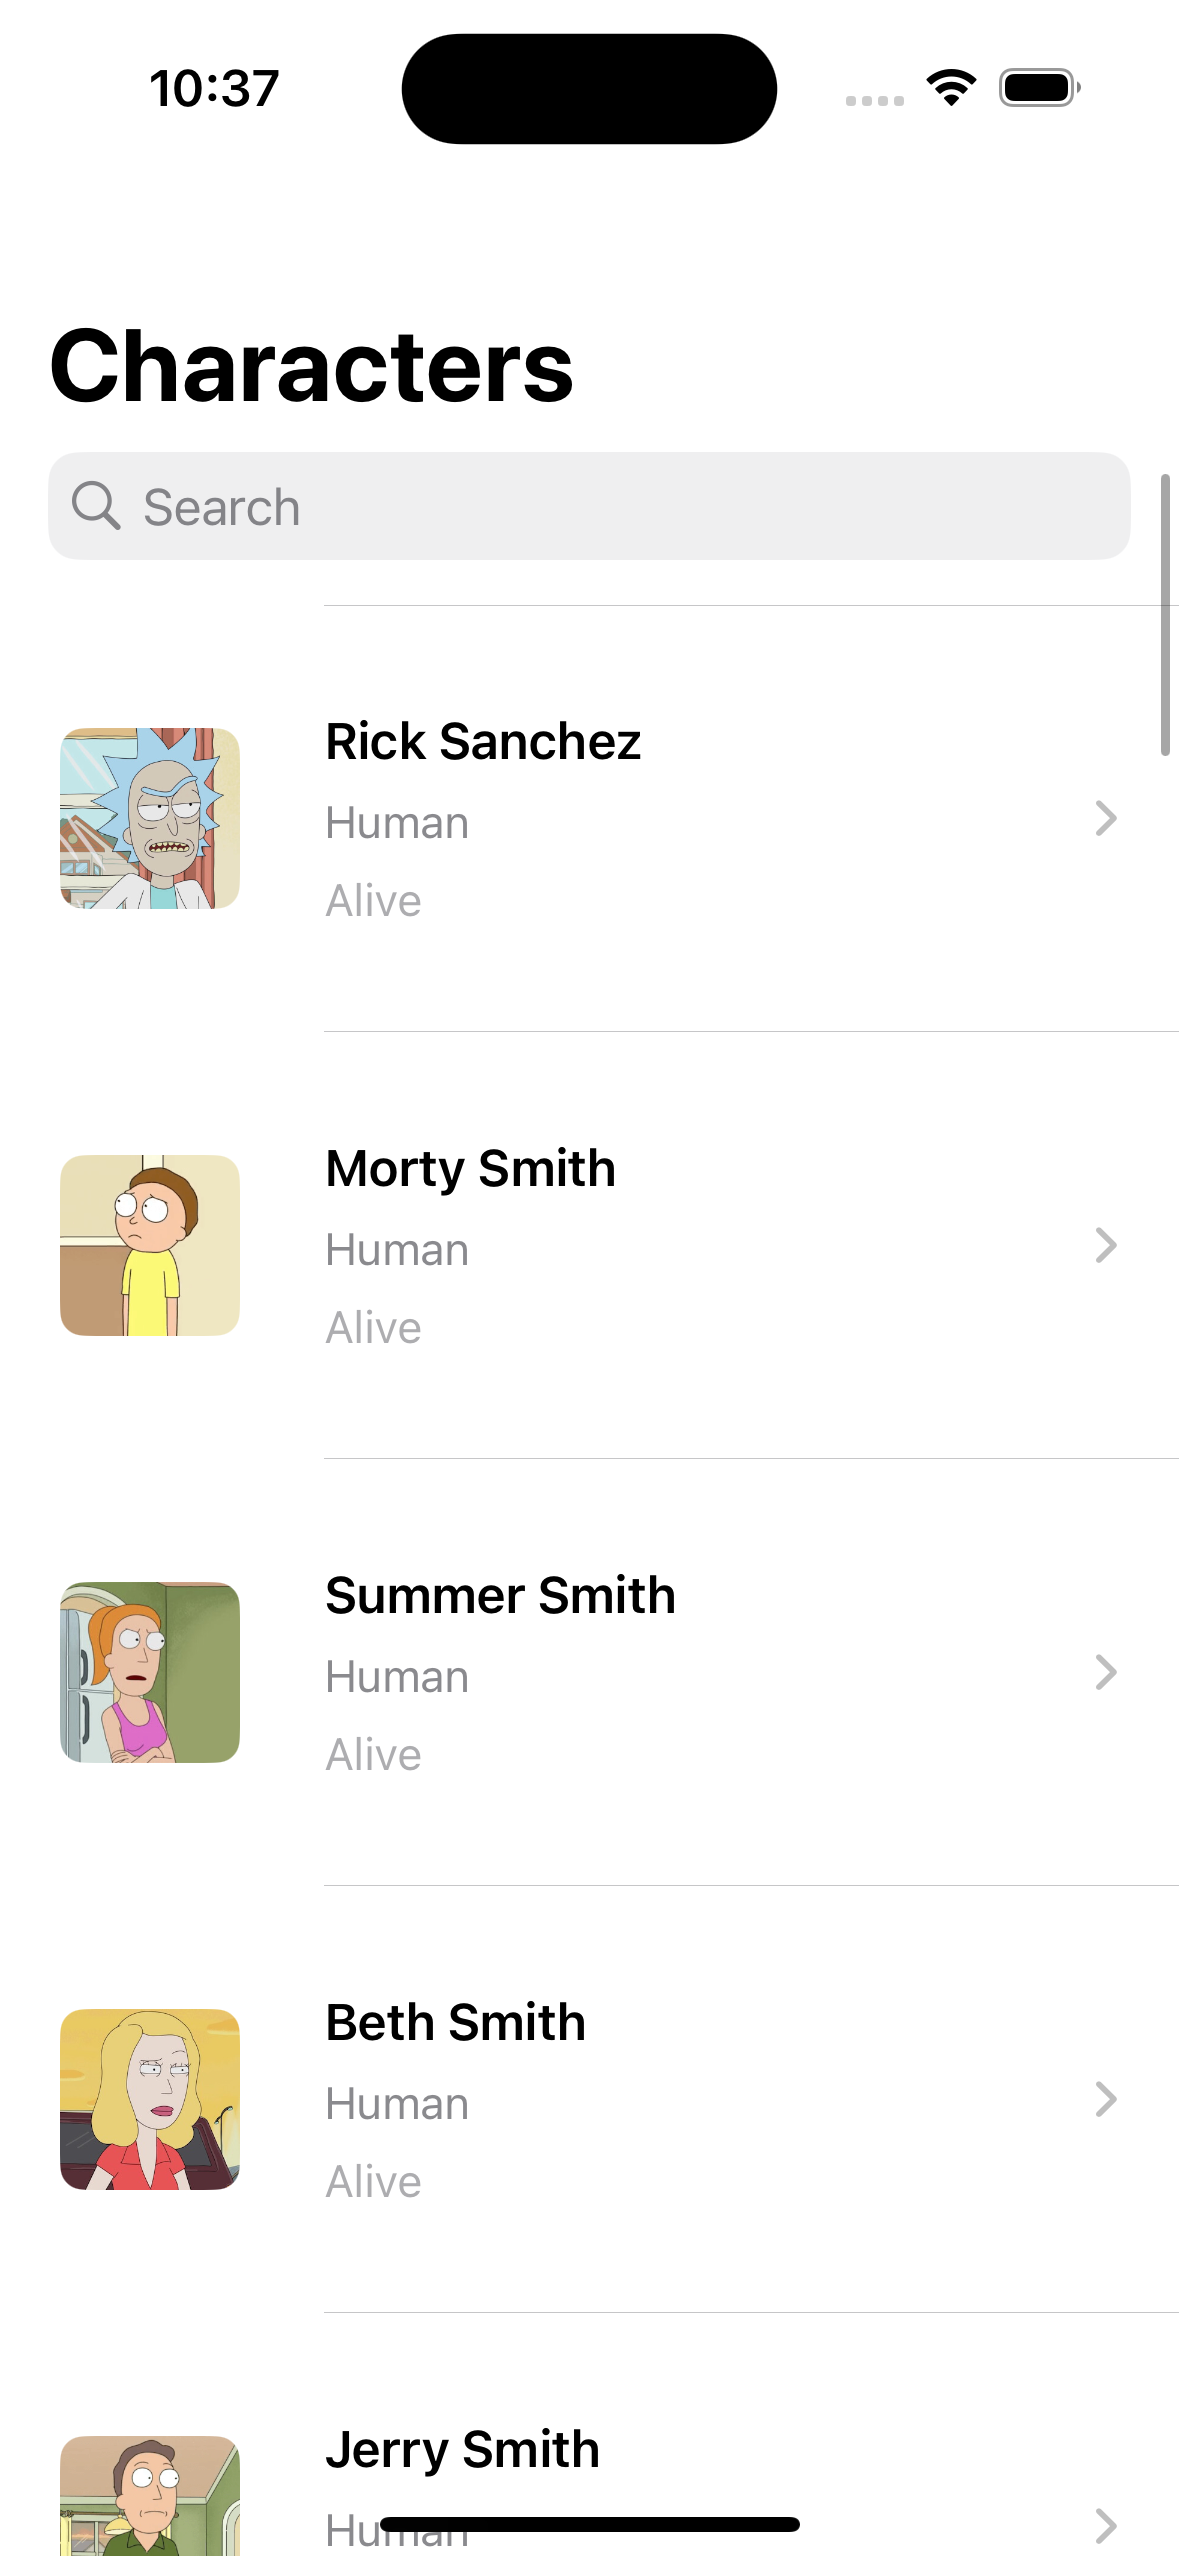 10:37
Characters
Search
Rick Sanchez
Human
Alive
Morty Smith
Human
Alive
Summer Smith
Human
Alive
Beth Smith
Human
Alive
Jerry Smith
Human